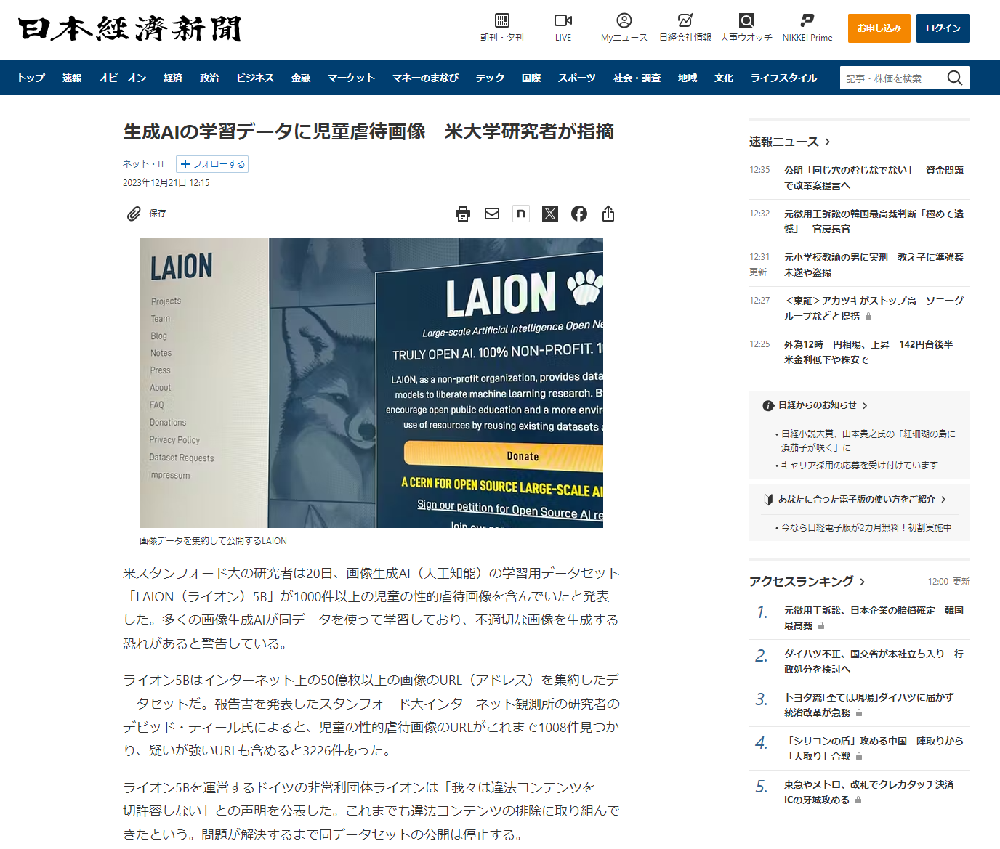 日本経済新聞
朝刊・夕刊
LIVE
Myニュース
日経会社情報
人事ウオッチ
NIKKEI Prime
お申し込み
ログイン
トップ 速報 オピニオン 経済 政治 ビジネス 金融 マーケット マネーのまなび テック 国際 スポーツ 社会・調査 地域 文化 ライフスタイル
記事・株価を検索
生成AIの学習データに児童虐待画像　米大学研究者が指摘
ネット・IT
フォローする
2023年12月21日 12:15
保存
LAION
Projects
Team
Blog
Notes
Press
About
FAQ
Donations
Privacy Policy
Dataset Requests
Impressum
LAION
Large-scale Artificial Intelligence Open Ne
TRULY OPEN AI. 100% NON-PROFIT. 1
LAION, as a non-profit organization, provides data
models to liberate machine learning research. B
encourage open public education and a more envir
use of resources by reusing existing datasets
Donate
A CERN FOR OPEN SOURCE LARGE-SCALE AI
Sign our petition for Open Source AI re
Join our
画像データを集約して公開するLAION
米スタンフォード大の研究者は20日、画像生成AI（人工知能）の学習用データセット
「LAION（ライオン）5B」が1000件以上の児童の性的虐待画像を含んでいたと発表
した。多くの画像生成AIが同データを使って学習しており、不適切な画像を生成する
恐れがあると警告している。
ライオン5Bはインターネット上の50億枚以上の画像のURL（アドレス）を集約したデ
ータセットだ。報告書を発表したスタンフォード大インターネット観測所の研究者の
デビッド・ティール氏によると、児童の性的虐待画像のURLがこれまで1008件見つか
り、疑いが強いURLも含めると3226件あった。
ライオン5Bを運営するドイツの非営利団体ライオンは「我々は違法コンテンツを一
切許容しない」との声明を公表した。これまでも違法コンテンツの排除に取り組んで
きたという。問題が解決するまで同データセットの公開は停止する。
速報ニュース
12:35 公明「同じ穴のむじなでない」　資金問題
で改革案提言へ
12:32 元徴用工訴訟の韓国最高裁判断「極めて遺
憾」　官房長官
12:31 元小学校教諭の男に実刑　教え子に準強姦
更新 未遂や盗撮
12:27 ＜東証＞アカツキがストップ高　ソニーグ
ループなどと提携
12:25 外為12時　円相場、上昇　142円台後半
米金利低下や株安で
日経からのお知らせ
・日経小説大賞、山本貴之氏の「紅珊瑚の島に
浜茄子が咲く」に
・キャリア採用の応募を受け付けています
あなたに合った電子版の使い方をご紹介
・今なら日経電子版が2カ月無料！初割実施中
アクセスランキング
12:00 更新
1. 元徴用工訴訟、日本企業の賠償確定　韓国
最高裁
2. ダイハツ不正、国交省が本社立ち入り　行
政処分を検討へ
3. トヨタ流「全ては現場」ダイハツに届かず
統治改革が急務
4. 「シリコンの盾」攻める中国　陣取りから
「人取り」合戦
5. 東急やメトロ、改札でクレカタッチ決済
ICの牙城攻める